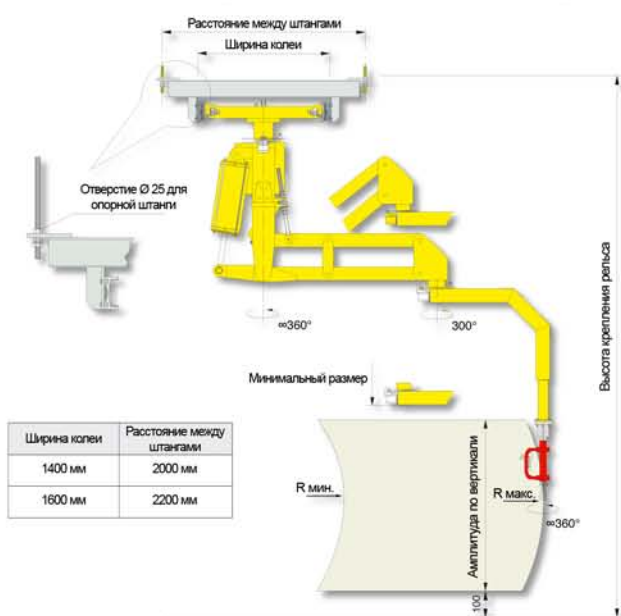 Расстояние между штангами
Ширина колеи
Отверстие Ø 25 для
опорной штанги
∞360°
300°
Высота крепления рельса
Минимальный размер
Ширина колеи
Расстояние между
штангами
1400 мм
2000 мм
1600 мм
2200 мм
R мин.
Амплитуда по вертикали
R макс.
∞360°
100